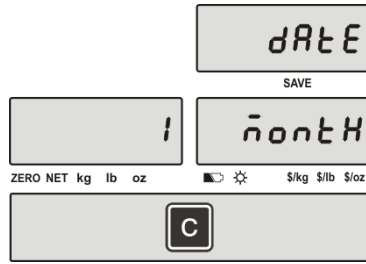 dAtE
SAVE
1 month
ZERO NET kg lb oz $/kg $/lb $/oz
C